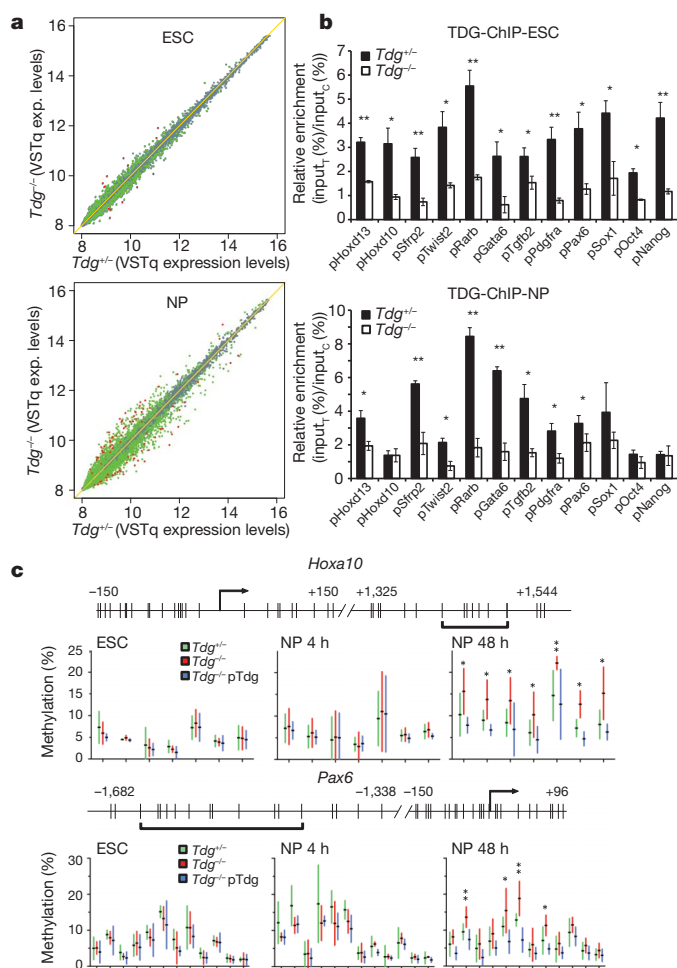 a
ESC
16
14
12
10
8
Tdg−/− (VSTq exp. levels)
8 10 12 14 16
Tdg+/− (VSTq expression levels)
NP
16
14
12
10
8
Tdg−/− (VSTq exp. levels)
8 10 12 14 16
Tdg+/− (VSTq expression levels)
b
TDG-ChIP-ESC
Tdg+/−
Tdg−/−
Relative enrichment
(inputT (%)/inputC (%))
7
6
5
4
3
2
1
0
** * ** * ** * * ** * * * **
pHoxd13 pHoxd10 pSfrp2 pTwist2 pRarb pGata6 pTgfb2 pPdgfra pPax6 pSox1 pOct4 pNanog
TDG-ChIP-NP
Tdg+/−
Tdg−/−
Relative enrichment
(inputT (%)/inputC (%))
10
8
6
4
2
0
* ** * ** ** * * *
pHoxd13 pHoxd10 pSfrp2 pTwist2 pRarb pGata6 pTgfb2 pPdgfra pPax6 pSox1 pOct4 pNanog
c
Hoxa10
−150 +150 +1,325 +1,544
Methylation (%)
25
20
15
10
5
0
ESC
Tdg+/−
Tdg−/−
Tdg−/− pTdg
NP 4 h
NP 48 h
* * * * ** * *
Pax6
−1,682 −1,338 −150 +96
Methylation (%)
30
20
10
0
ESC
Tdg+/−
Tdg−/−
Tdg−/− pTdg
NP 4 h
NP 48 h
** * ** *